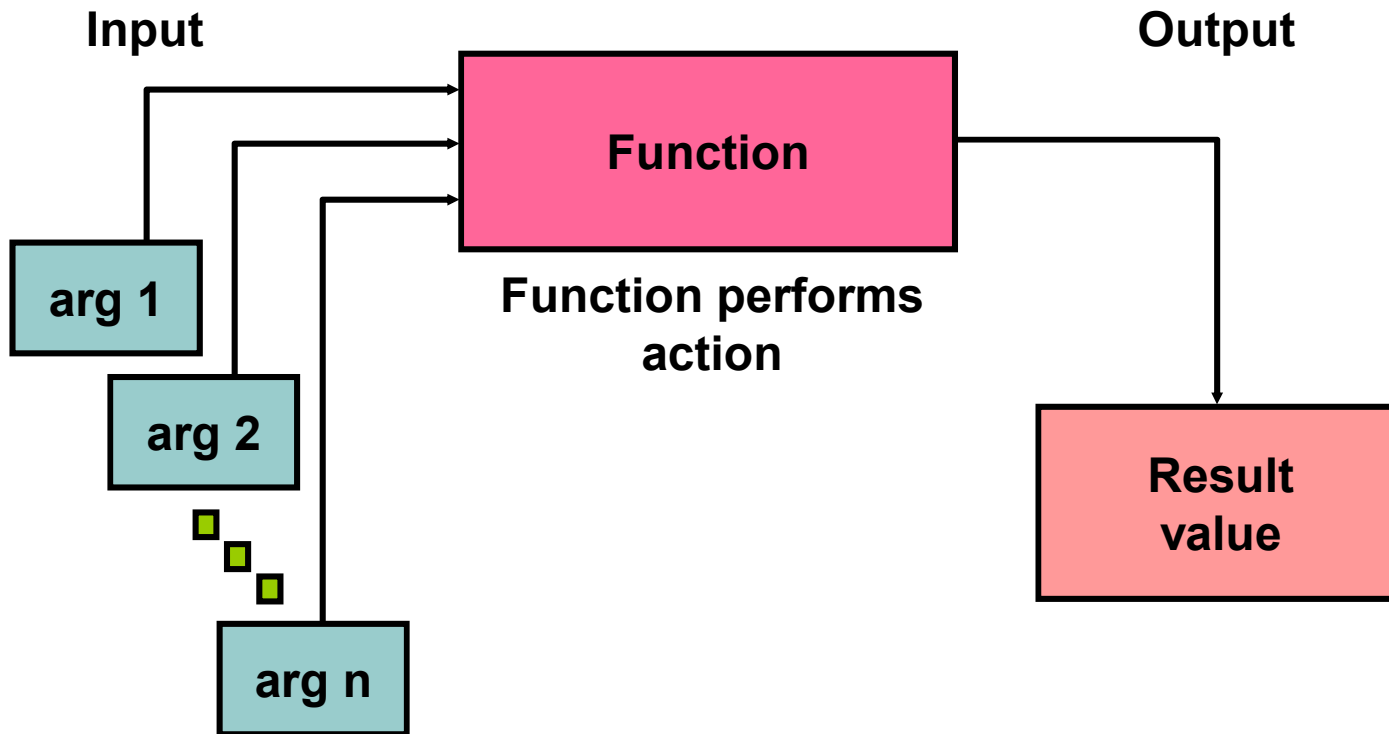 Input
Output
Function
arg 1
Function performs
action
arg 2
Result
value
arg n